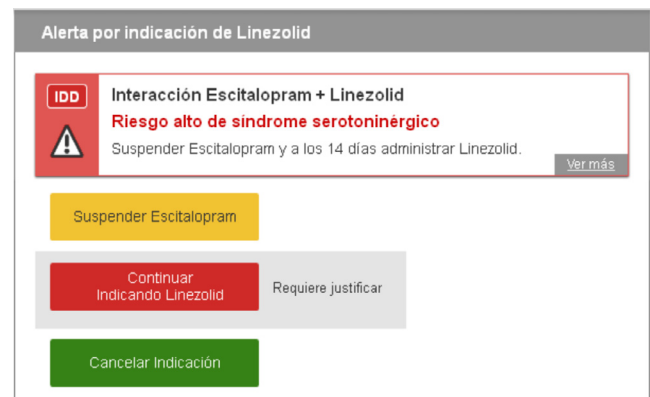 Alerta por indicación de Linezolid
IDD
Interacción Escitalopram + Linezolid
Riesgo alto de síndrome serotoninérgico
Suspender Escitalopram y a los 14 días administrar Linezolid.
Ver más
Suspender Escitalopram
Continuar
Indicando Linezolid
Requiere justificar
Cancelar Indicación